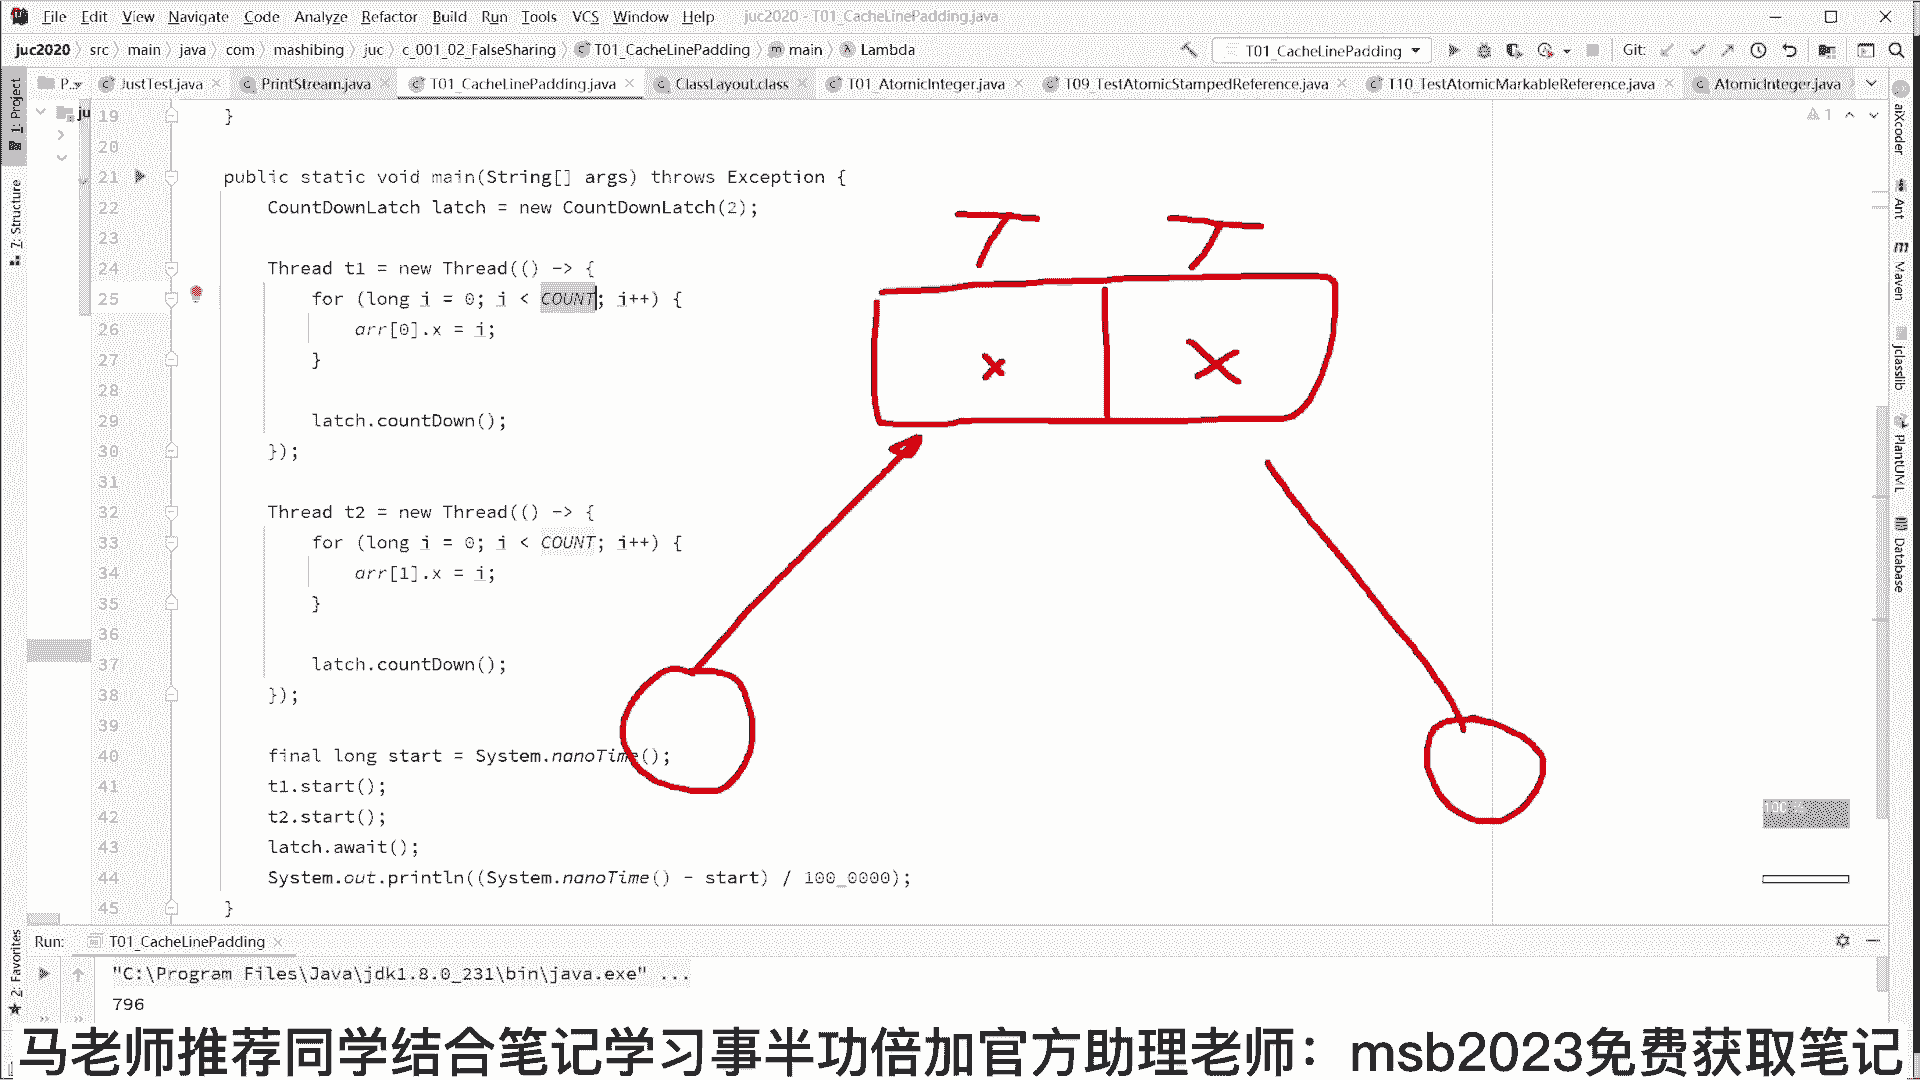 File Edit View Navigate Code Analyze Refactor Build Run Tools VCS Window Help juc2020 - T01_CacheLinePadding.java
juc2020 src main java com mashibing juc c_001_02_FalseSharing T01_CacheLinePadding main Lambda T01_CacheLinePadding Git:
P... JustTest.java PrintStream.java T01_CacheLinePadding.java ClassLayout.class T01_AtomicInteger.java T09_TestAtomicStampedReference.java T10_TestAtomicMarkableReference.java AtomicInteger.java
1: Project
7: Structure
2: Favorites
ju
19 }
20
21 public static void main(String[] args) throws Exception {
22 CountDownLatch latch = new CountDownLatch(2);
23
24 Thread t1 = new Thread(() -> {
25 for (long i = 0; i < COUNT; i++) {
26 arr[0].x = i;
27 }
28
29 latch.countDown();
30 });
31
32 Thread t2 = new Thread(() -> {
33 for (long i = 0; i < COUNT; i++) {
34 arr[1].x = i;
35 }
36
37 latch.countDown();
38 });
39
40 final long start = System.nanoTime();
41 t1.start();
42 t2.start();
43 latch.await();
44 System.out.println((System.nanoTime() - start) / 100_0000);
45 }
T T
x X
1
aiXcoder
Ant
Maven
jclasslib
PlantUML
Database
Run: T01_CacheLinePadding
"C:\Program Files\Java\jdk1.8.0_231\bin\java.exe" ...
796
马老师推荐同学结合笔记学习事半功倍加官方助理老师：msb2023免费获取笔记